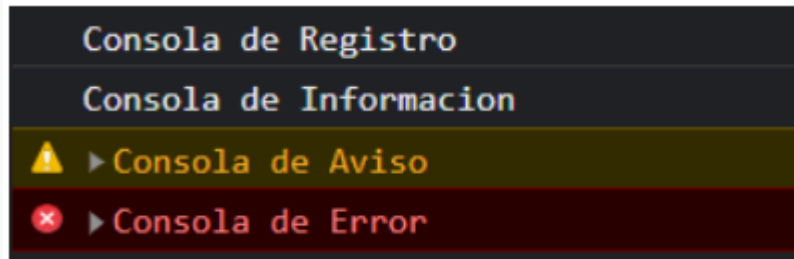 Consola de Registro
Consola de Informacion
Consola de Aviso
Consola de Error